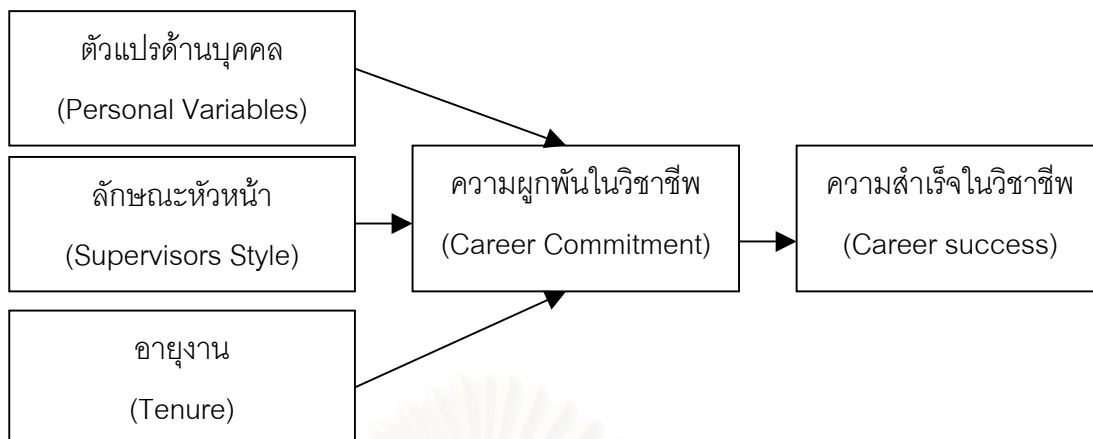 ตัวแปรด้านบุคคล
(Personal Variables)
ลักษณะหัวหน้า
(Supervisors Style)
อายุงาน
(Tenure)
ความผูกพันในวิชาชีพ
(Career Commitment)
ความสำเร็จในวิชาชีพ
(Career success)